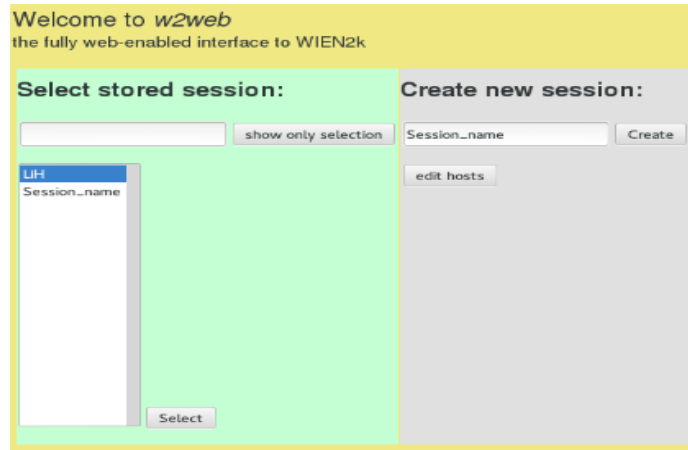 Welcome to w2web
the fully web-enabled interface to WIEN2k
Select stored session:
show only selection
LiH
Session_name
Select
Create new session:
Session_name
Create
edit hosts